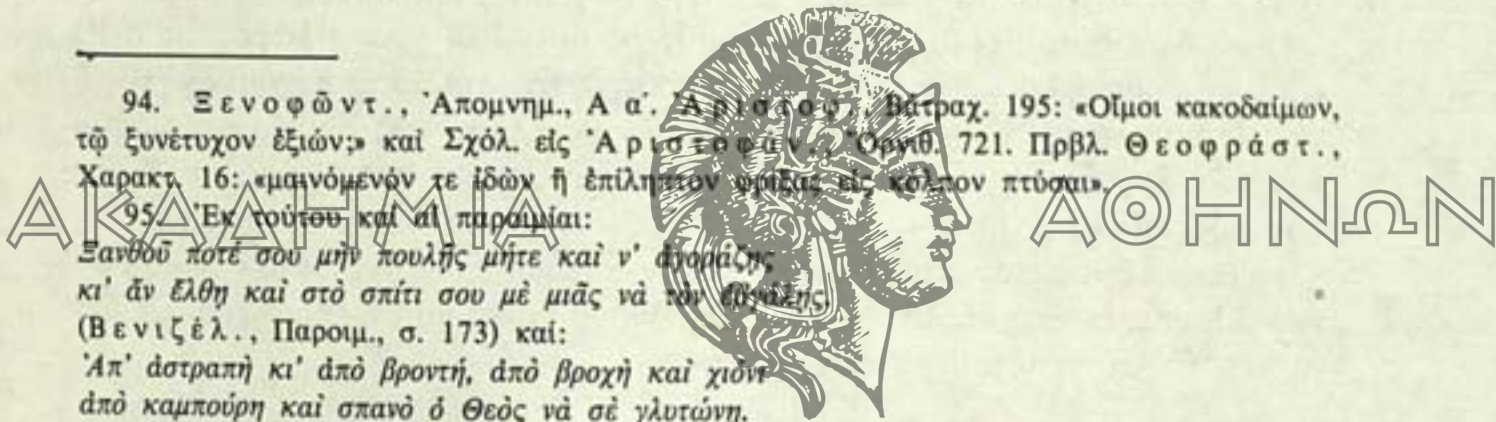 94. Ξενοφῶντ., Ἀπομνημ., Α α΄. Ἀριστοφ., Βάτραχ. 195: «Οἴμοι κακοδαίμων,
τῷ ξυνέτυχον ἐξιών;» καί Σχόλ. εἰς Ἀριστοφάν., Ὄρνιθ. 721. Πρβλ. Θεοφράστ.,
Χαρακτ. 16: «μαινόμενόν τε ἰδὼν ἤ ἐπίληπτον φρίξας εἰς κόλπον πτύσαι».
ΑΚΑΔΗΜΙΑ ΑΘΗΝΩΝ
95. Ἐκ τούτου καί αἱ παροιμίαι:
Ξανθοῦ ποτέ σου μὴν πουλῇς μήτε καὶ ν' ἀγοράζῃς
κι' ἄν ἔλθῃ καὶ στὸ σπίτι σου μὲ μιᾶς νὰ τὸν
(Βενιζέλ., Παροιμ., σ. 173) καί:
Ἀπ' ἀστραπὴ κι' ἀπὸ βροντή, ἀπὸ βροχὴ καὶ χιόνι
ἀπὸ καμπούρη καὶ σπανὸ ὁ Θεὸς νὰ σὲ γλυτώνῃ.